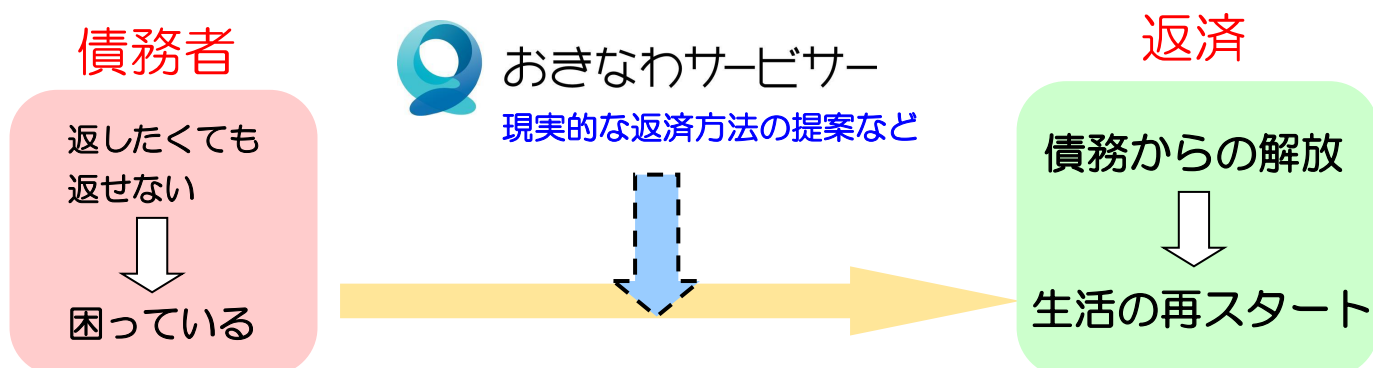 債務者
返したくても
返せない
困っている
おきなわサービサー
現実的な返済方法の提案など
返済
債務からの解放
生活の再スタート